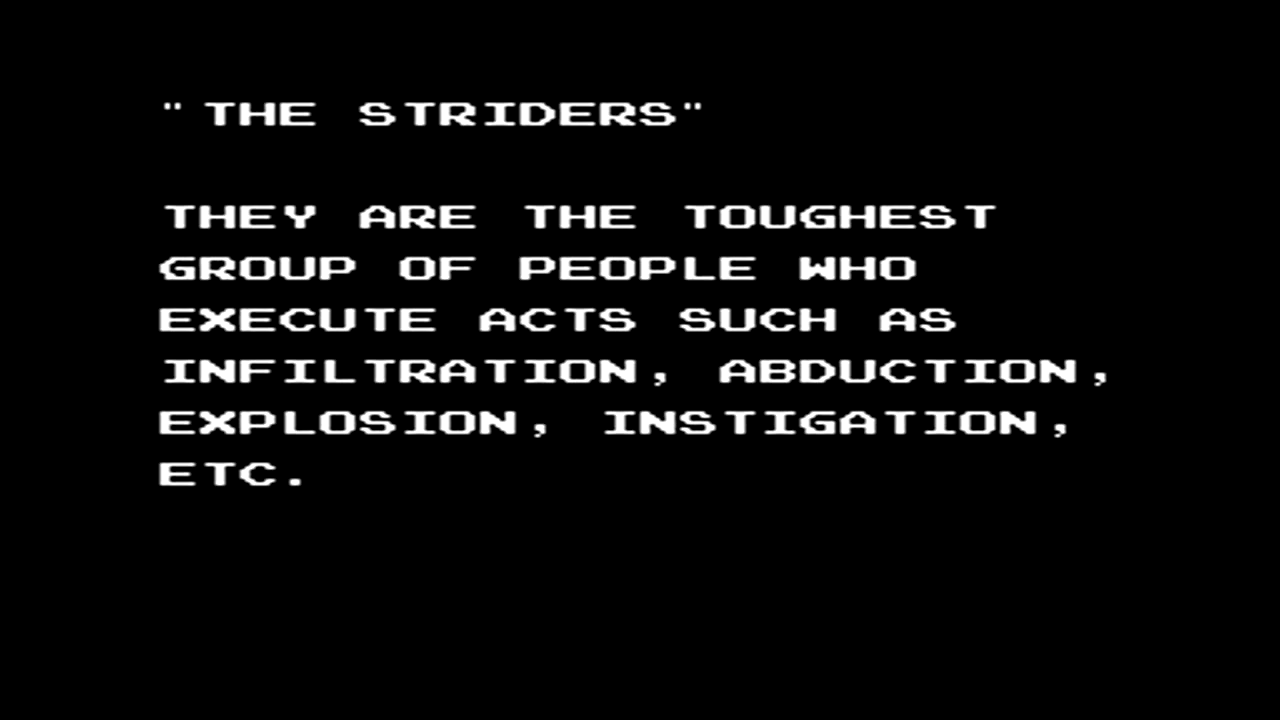 " THE STRIDERS"
THEY ARE THE TOUGHEST
GROUP OF PEOPLE WHO
EXECUTE ACTS SUCH AS
INFILTRATION, ABDUCTION,
EXPLOSION, INSTIGATION,
ETC.